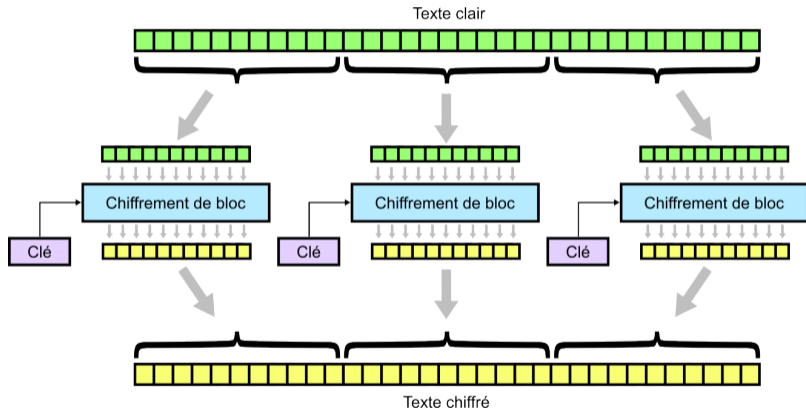 Texte clair
Chiffrement de bloc
Chiffrement de bloc
Chiffrement de bloc
Clé
Clé
Clé
Texte chiffré